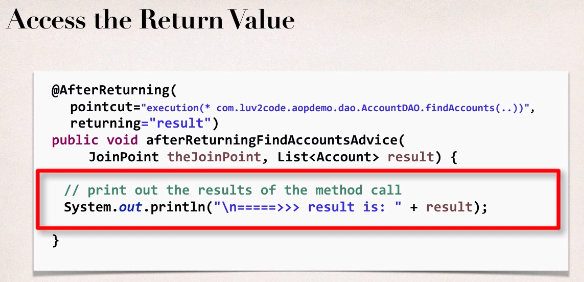 Access the Return Value
@AfterReturning(
pointcut="execution(* com.luv2code.aopdemo.dao.AccountDAO.findAccounts(..))",
returning="result")
public void afterReturningFindAccountsAdvice(
JoinPoint theJoinPoint, List<Account> result) {
// print out the results of the method call
System.out.println("\n=====>>> result is: " + result);
}